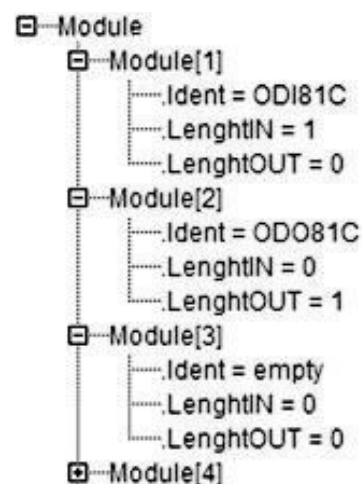 Module
Module[1]
.Ident = ODI81C
.LenghtIN = 1
.LenghtOUT = 0
Module[2]
.Ident = ODO81C
.LenghtIN = 0
.LenghtOUT = 1
Module[3]
.Ident = empty
.LenghtIN = 0
.LenghtOUT = 0
Module[4]